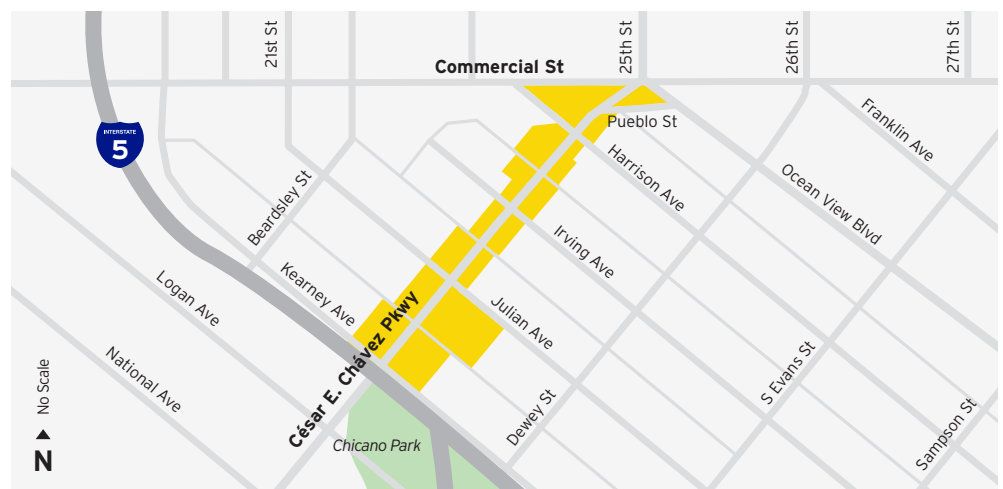 21st St
25th St
26th St
27th St
Commercial St
Pueblo St
Franklin Ave
INTERSTATE
5
Harrison Ave
Ocean View Blvd
Beardsley St
Irving Ave
Kearney Ave
Logan Ave
Julian Ave
César E. Chávez Pkwy
National Ave
S Evans St
Dewey St
Sampson St
Chicano Park
No Scale
N